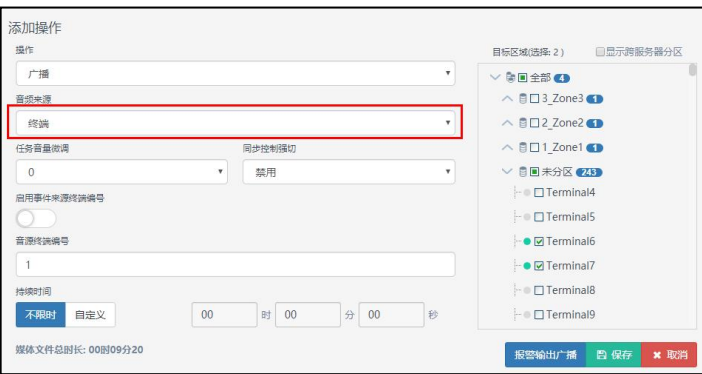 添加操作
操作
广播
音频来源
终端
任务音量微调
同步控制强切
0
禁用
启用事件来源终端编号
音源终端编号
1
持续时间
不限时 自定义 00 时 00 分 00 秒
媒体文件总时长: 00时09分20
目标区域(选择: 2 ) 显示跨服务器分区
全部 4
3_Zone3 1
2_Zone2 1
1_Zone1 1
未分区 243
Terminal4
Terminal5
Terminal6
Terminal7
Terminal8
Terminal9
报警输出广播 保存 取消